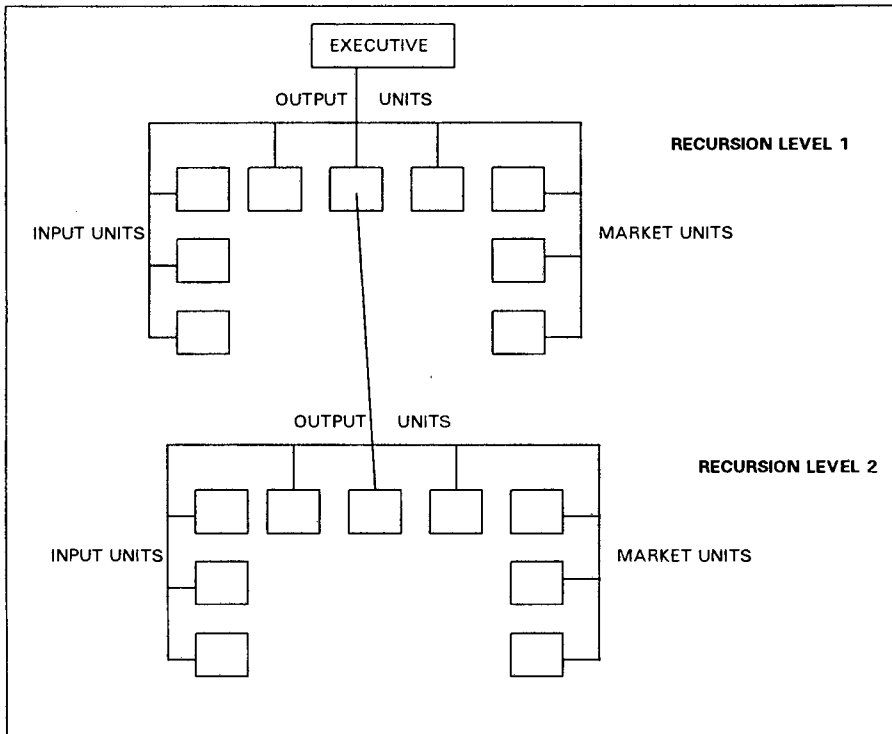 EXECUTIVE
OUTPUT UNITS
RECURSION LEVEL 1
INPUT UNITS
MARKET UNITS
OUTPUT UNITS
RECURSION LEVEL 2
INPUT UNITS
MARKET UNITS